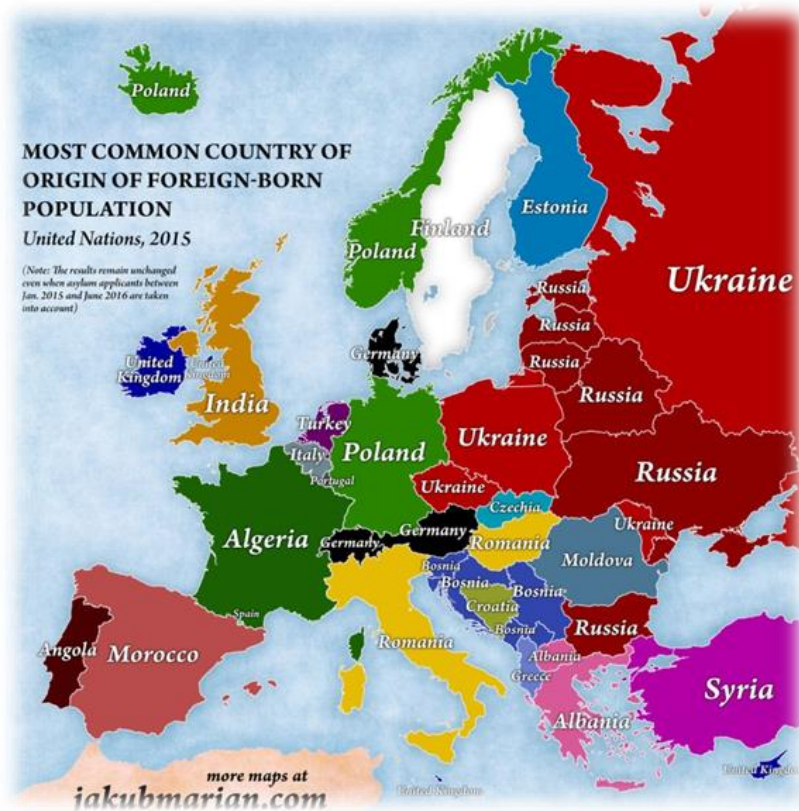 Poland
MOST COMMON COUNTRY OF
ORIGIN OF FOREIGN-BORN
POPULATION
United Nations, 2015
(Note: The results remain unchanged
even when asylum applicants between
Jan. 2015 and June 2016 are taken
into account)
Finland
Estonia
Poland
Ukraine
Russia
Russia
Russia
Germany
United
Kingdom
United
Kingdom
India
Russia
Turkey
Italy
Poland
Ukraine
Portugal
Russia
Ukraine
Czechia
Ukraine
Algeria
Germany
Germany
Romania
Moldova
Bosnia
Bosnia
Bosnia
Croatia
Spain
Bosnia
Russia
Angola
Morocco
Romania
Albania
Greece
Syria
Albania
United Kingdom
United Kingdom
more maps at
jakubmarian.com